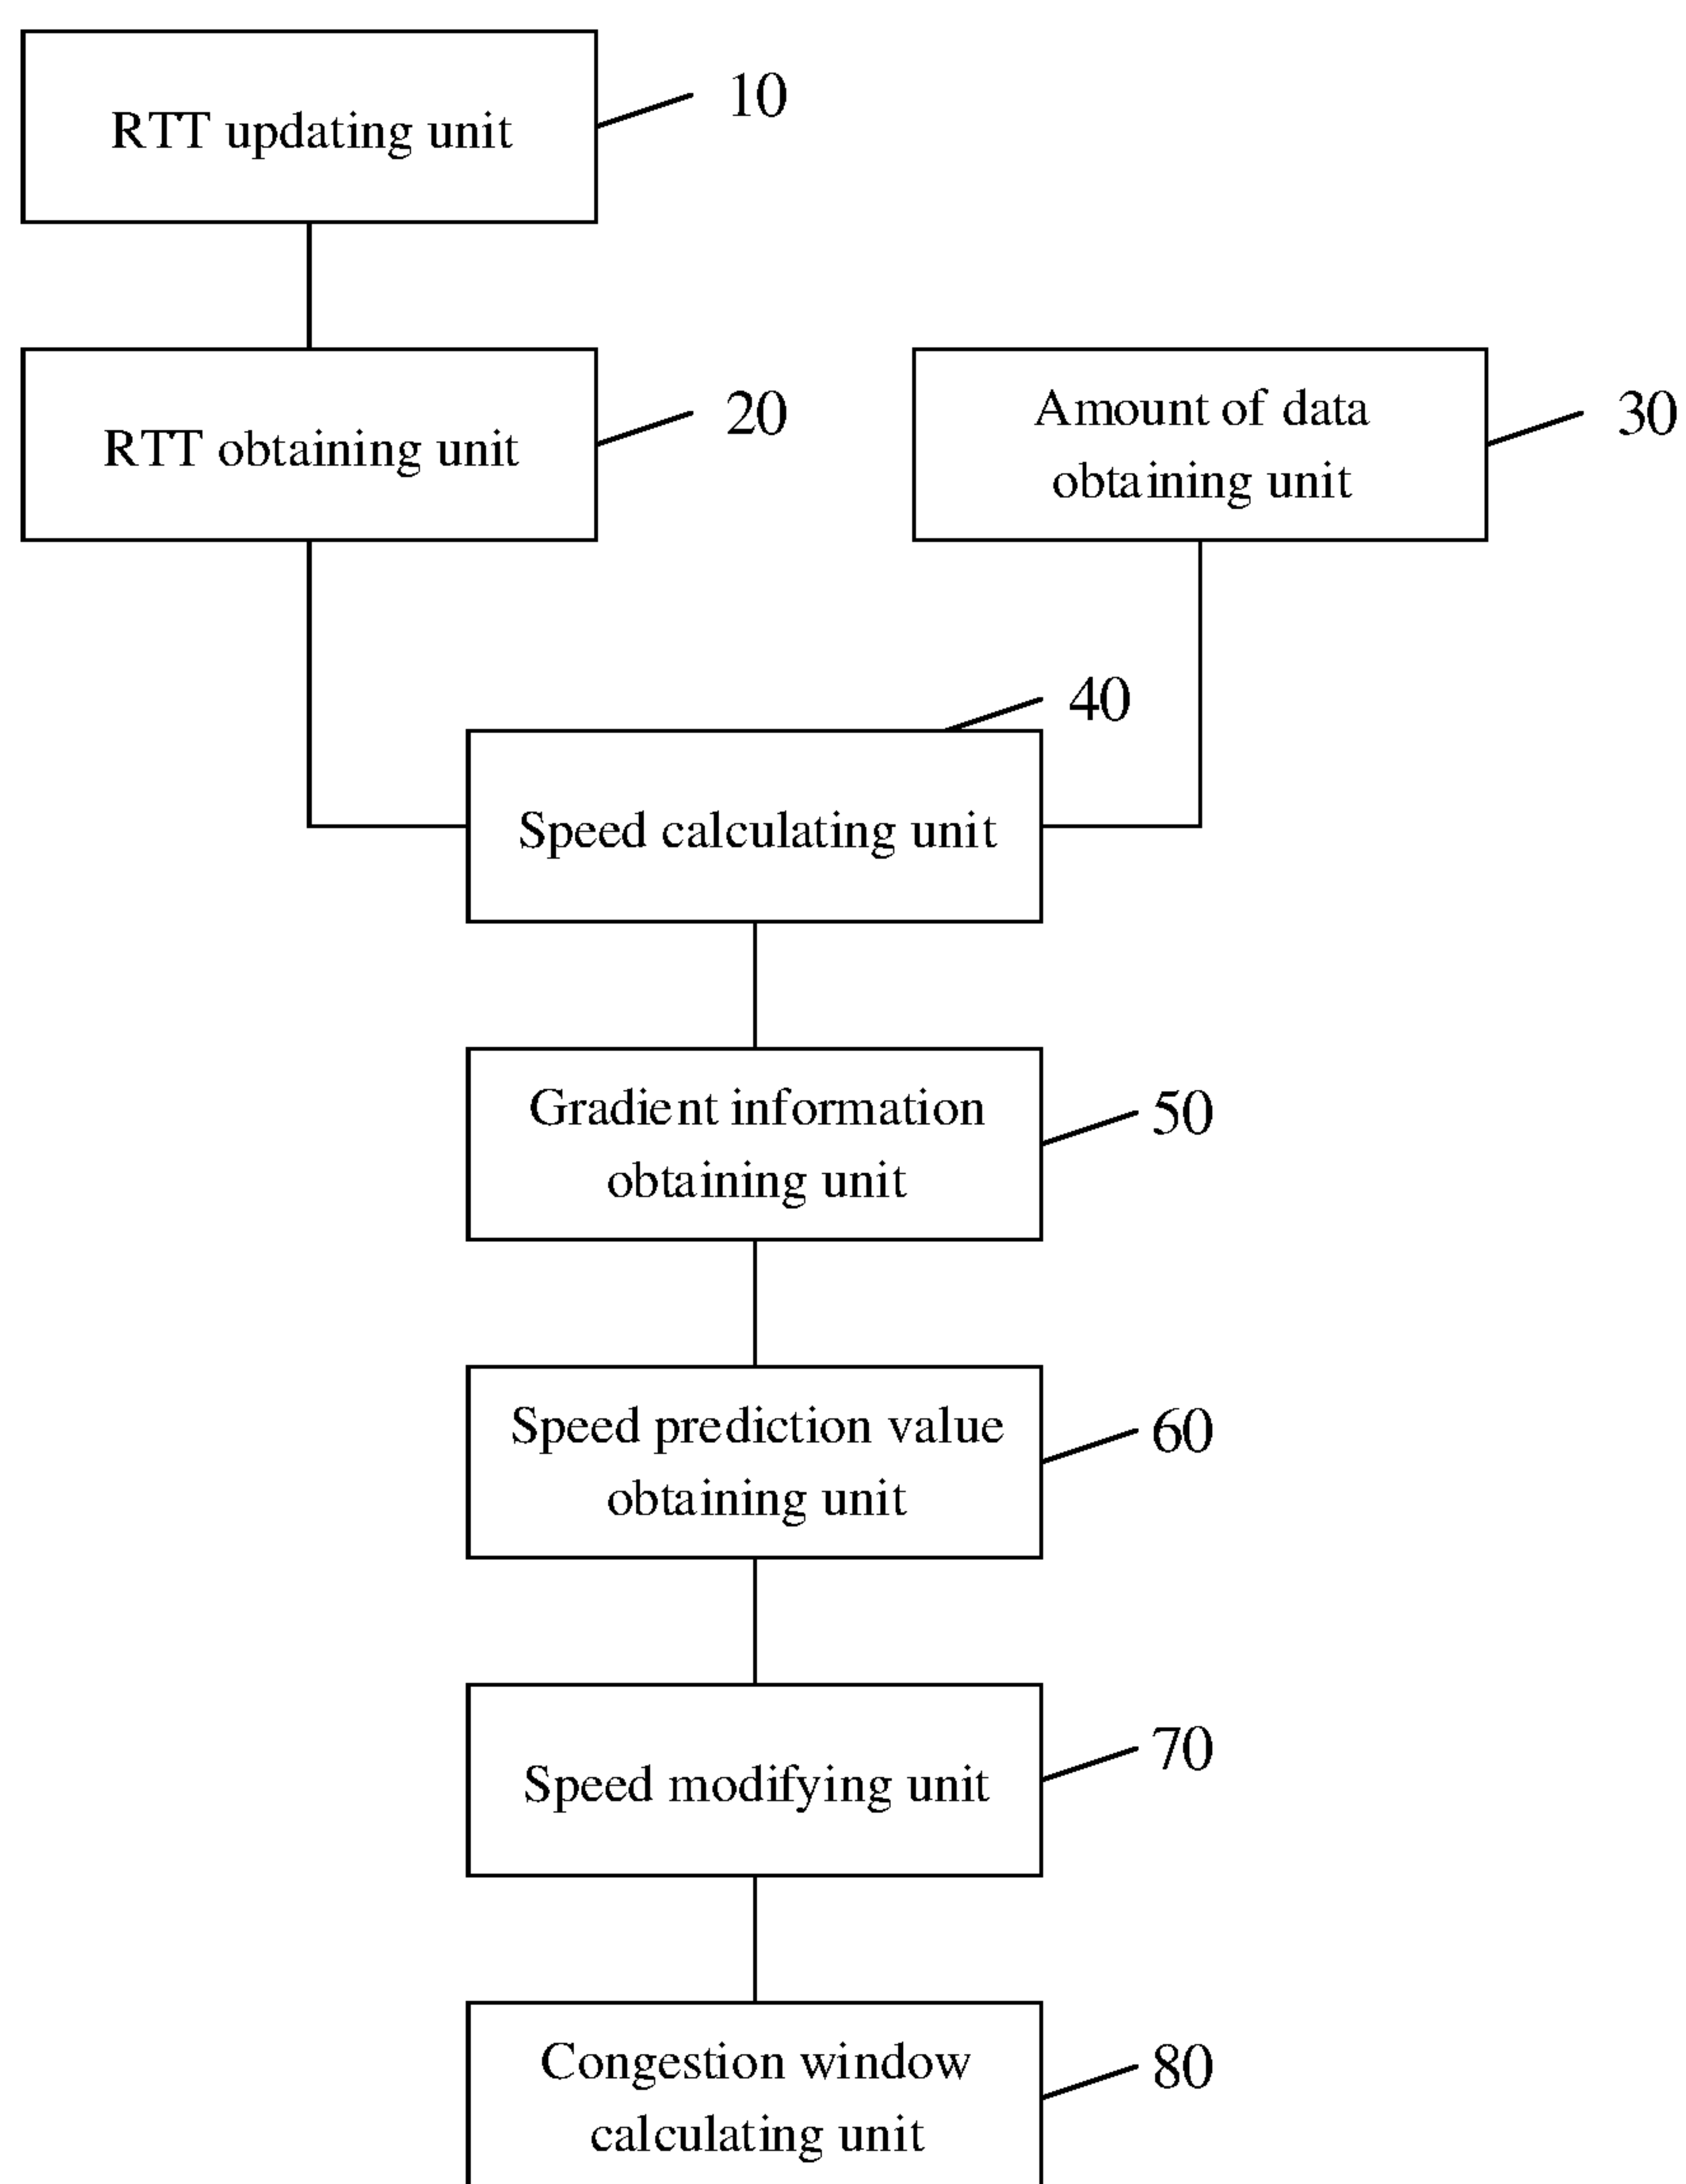 RTT updating unit
10
RTT obtaining unit
20
Amount of data
obtaining unit
30
40
Speed calculating unit
Gradient information
obtaining unit
50
Speed prediction value
obtaining unit
60
Speed modifying unit
70
Congestion window
calculating unit
80